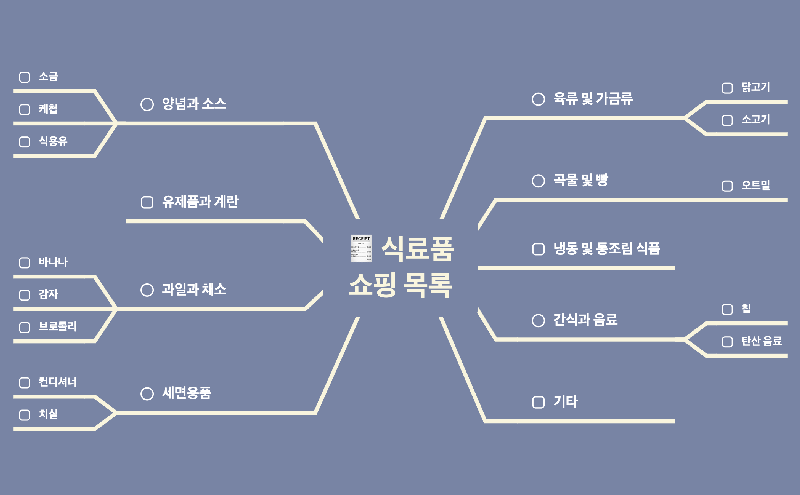 RECEIPT
식료품
쇼핑 목록
양념과 소스
소금
케첩
식용유
유제품과 계란
과일과 채소
바나나
감자
브로콜리
세면용품
컨디셔너
치실
육류 및 가금류
닭고기
소고기
곡물 및 빵
오트밀
냉동 및 통조림 식품
간식과 음료
칩
탄산 음료
기타